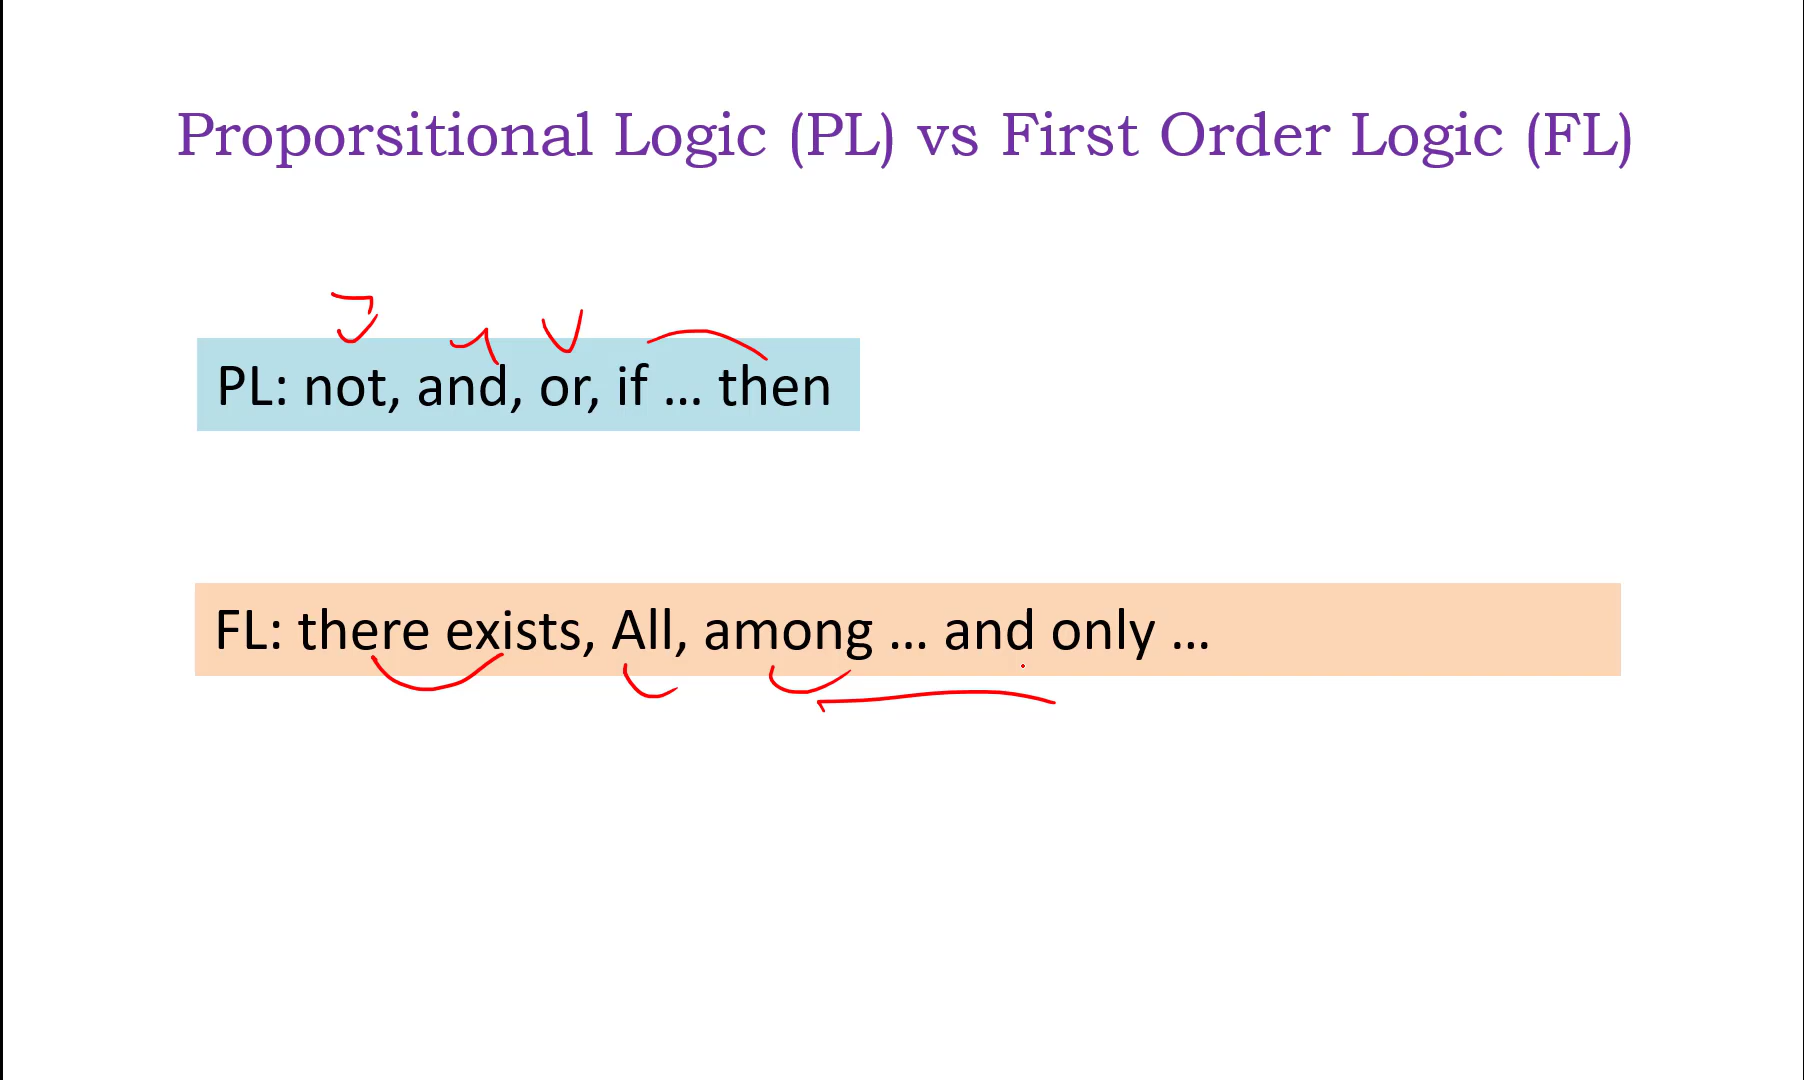 Proporsitional Logic (PL) vs First Order Logic (FL)
PL: not, and, or, if ... then
FL: there exists, All, among ... and only ...